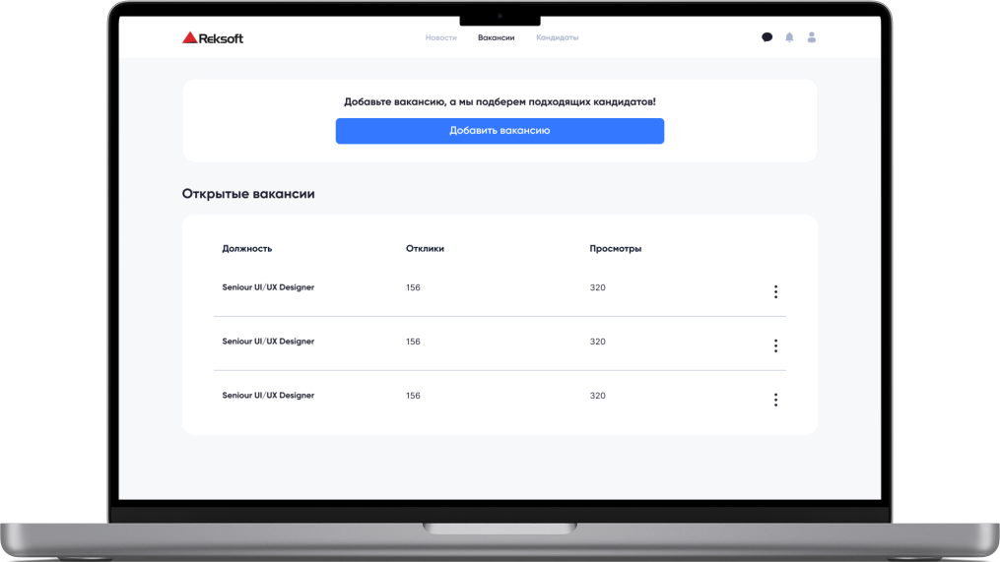 Reksoft
Новости Вакансии Кандидаты
Добавьте вакансию, а мы подберем подходящих кандидатов!
Добавить вакансию
Открытые вакансии
Должность Отклики Просмотры
Seniour UI/UX Designer 156 320
Seniour UI/UX Designer 156 320
Seniour UI/UX Designer 156 320